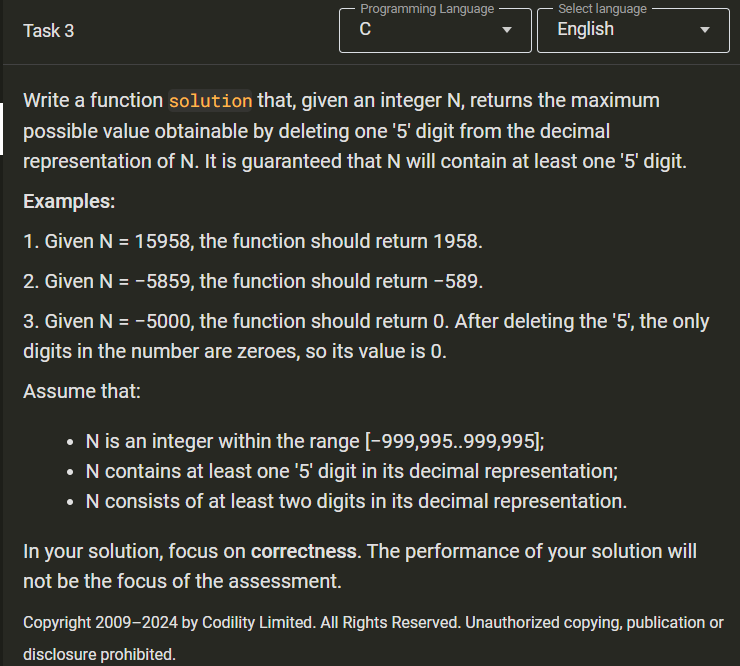 Task 3
Programming Language
C
Select language
English
Write a function solution that, given an integer N, returns the maximum
possible value obtainable by deleting one '5' digit from the decimal
representation of N. It is guaranteed that N will contain at least one '5' digit.
Examples:
1. Given N = 15958, the function should return 1958.
2. Given N = −5859, the function should return −589.
3. Given N = −5000, the function should return 0. After deleting the '5', the only
digits in the number are zeroes, so its value is 0.
Assume that:
• N is an integer within the range [−999,995..999,995];
• N contains at least one '5' digit in its decimal representation;
• N consists of at least two digits in its decimal representation.
In your solution, focus on correctness. The performance of your solution will
not be the focus of the assessment.
Copyright 2009–2024 by Codility Limited. All Rights Reserved. Unauthorized copying, publication or
disclosure prohibited.